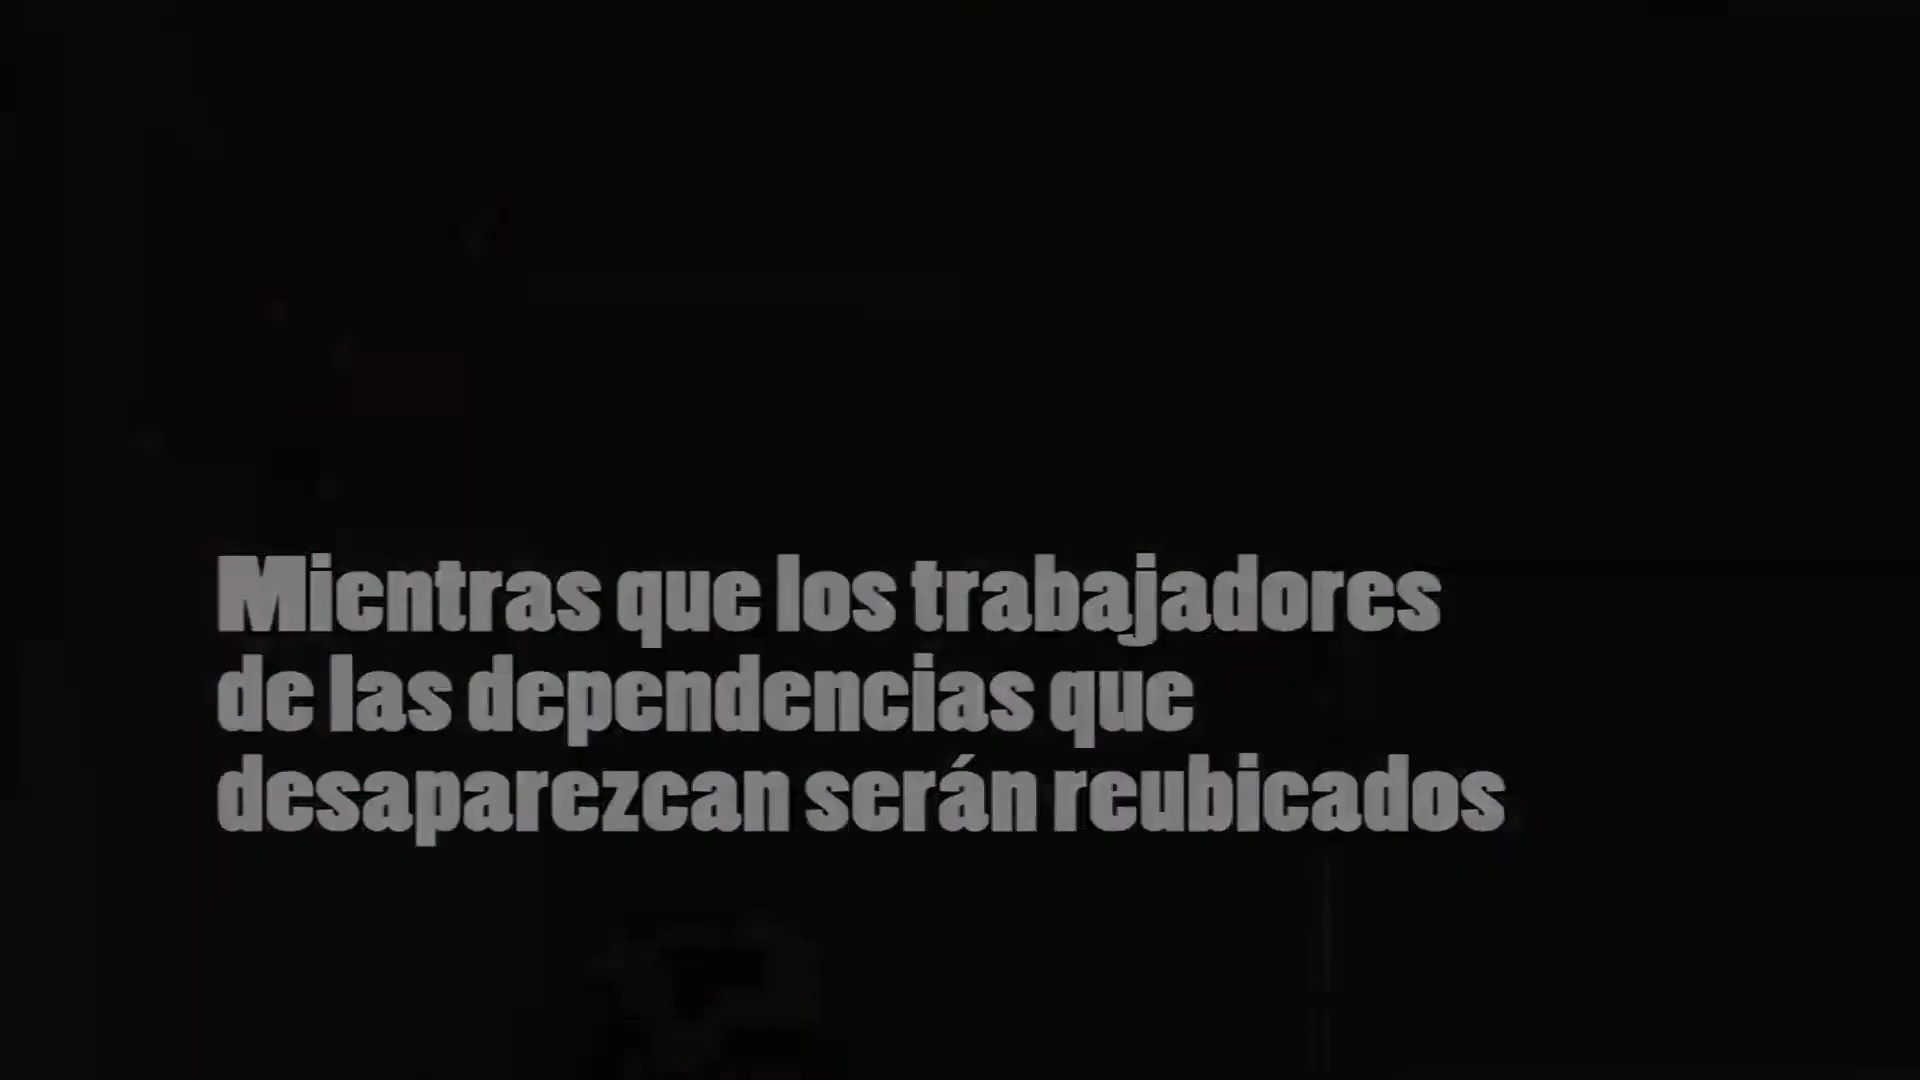 Mientras que los trabajadores
de las dependencias que
desaparezcan serán reubicados